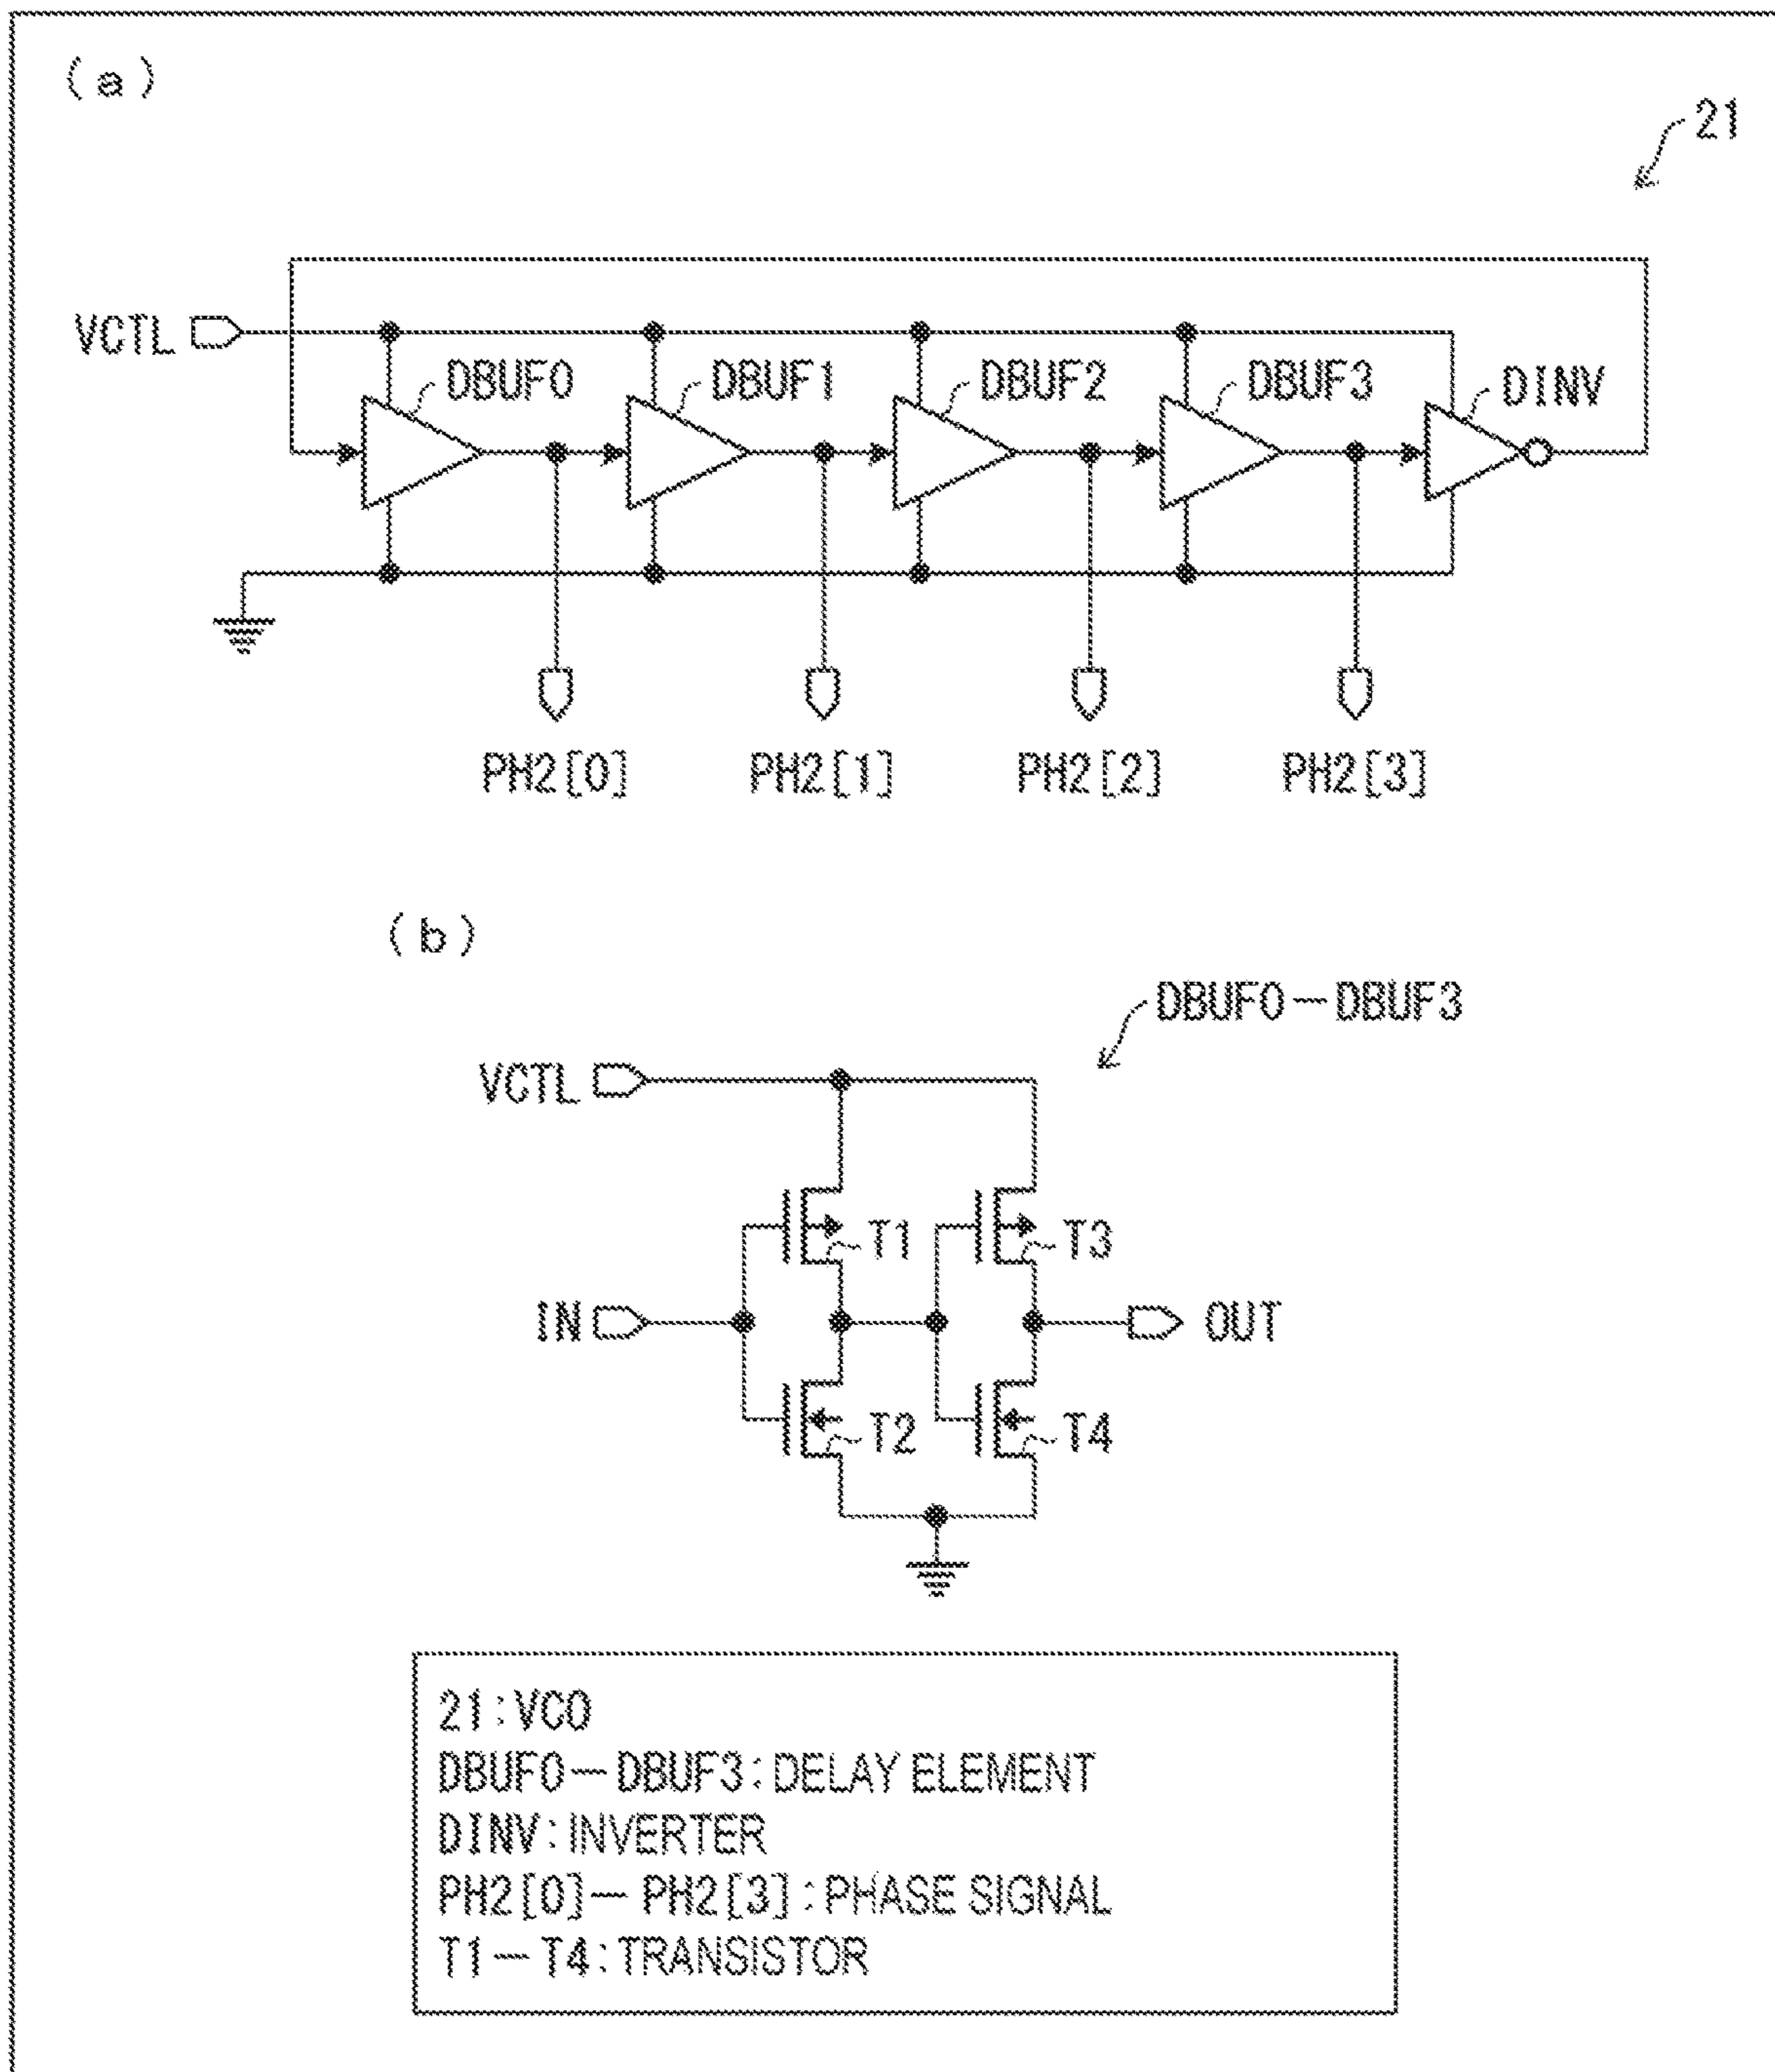 (a)
21
VCTL
DBUF0 DBUF1 DBUF2 DBUF3 DINV
PH2[0] PH2[1] PH2[2] PH2[3]
(b)
DBUF0—DBUF3
VCTL
T1 T3
IN OUT
T2 T4
21:VCO
DBUF0—DBUF3:DELAY ELEMENT
DINV:INVERTER
PH2[0]—PH2[3]:PHASE SIGNAL
T1—T4:TRANSISTOR